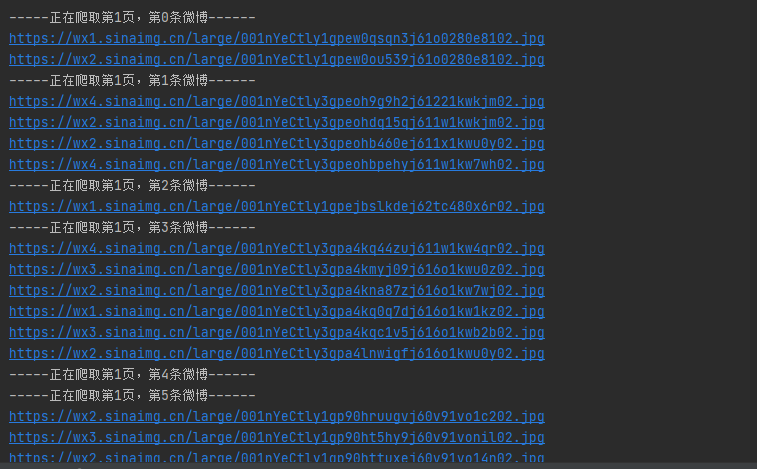 -----正在爬取第1页，第0条微博------
https://wx1.sinaimg.cn/large/001nYeCtly1gpew0qsqn3j61o0280e8102.jpg
https://wx2.sinaimg.cn/large/001nYeCtly1gpew0ou539j61o0280e8102.jpg
-----正在爬取第1页，第1条微博------
https://wx4.sinaimg.cn/large/001nYeCtly3gpeoh9g9h2j61221kwkjm02.jpg
https://wx2.sinaimg.cn/large/001nYeCtly3gpeohdq15qj611w1kwkjm02.jpg
https://wx2.sinaimg.cn/large/001nYeCtly3gpeohb460ej611x1kwu0y02.jpg
https://wx4.sinaimg.cn/large/001nYeCtly3gpeohbpehyj611w1kw7wh02.jpg
-----正在爬取第1页，第2条微博------
https://wx1.sinaimg.cn/large/001nYeCtly1gpejbslkdej62tc480x6r02.jpg
-----正在爬取第1页，第3条微博------
https://wx4.sinaimg.cn/large/001nYeCtly3gpa4kq44zuj611w1kw4qr02.jpg
https://wx3.sinaimg.cn/large/001nYeCtly3gpa4kmyj09j616o1kwu0z02.jpg
https://wx2.sinaimg.cn/large/001nYeCtly3gpa4kna87zj616o1kw7wj02.jpg
https://wx1.sinaimg.cn/large/001nYeCtly3gpa4kq0q7dj616o1kw1kz02.jpg
https://wx3.sinaimg.cn/large/001nYeCtly3gpa4kqc1v5j616o1kwb2b02.jpg
https://wx2.sinaimg.cn/large/001nYeCtly3gpa4lnwigfj616o1kwu0y02.jpg
-----正在爬取第1页，第4条微博------
-----正在爬取第1页，第5条微博------
https://wx2.sinaimg.cn/large/001nYeCtly1gp90hruugvj60v91vo1c202.jpg
https://wx3.sinaimg.cn/large/001nYeCtly1gp90ht5hy9j60v91vonil02.jpg
https://wx2.sinaimg.cn/large/001nYeCtly1gp90httuxej60v91vo14n02.jpg